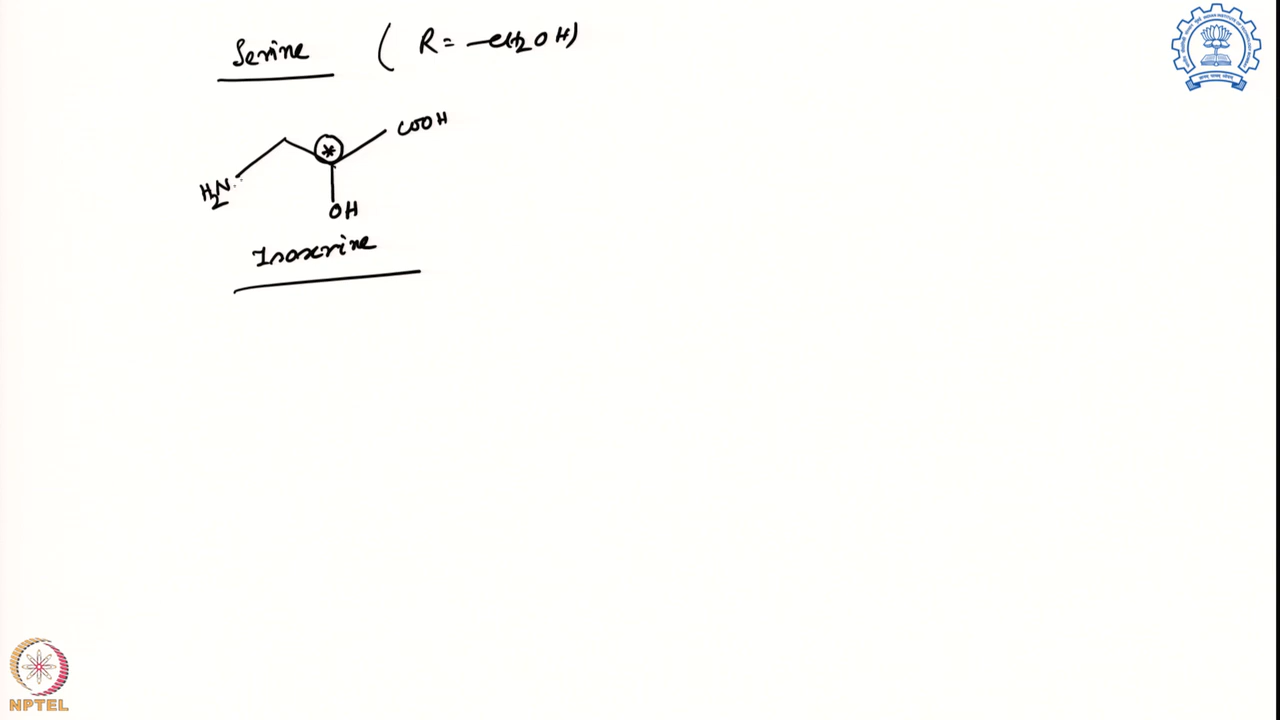 Serine ( R = -CH2OH)
COOH
*
H2N
OH
Isoserine
NPTEL